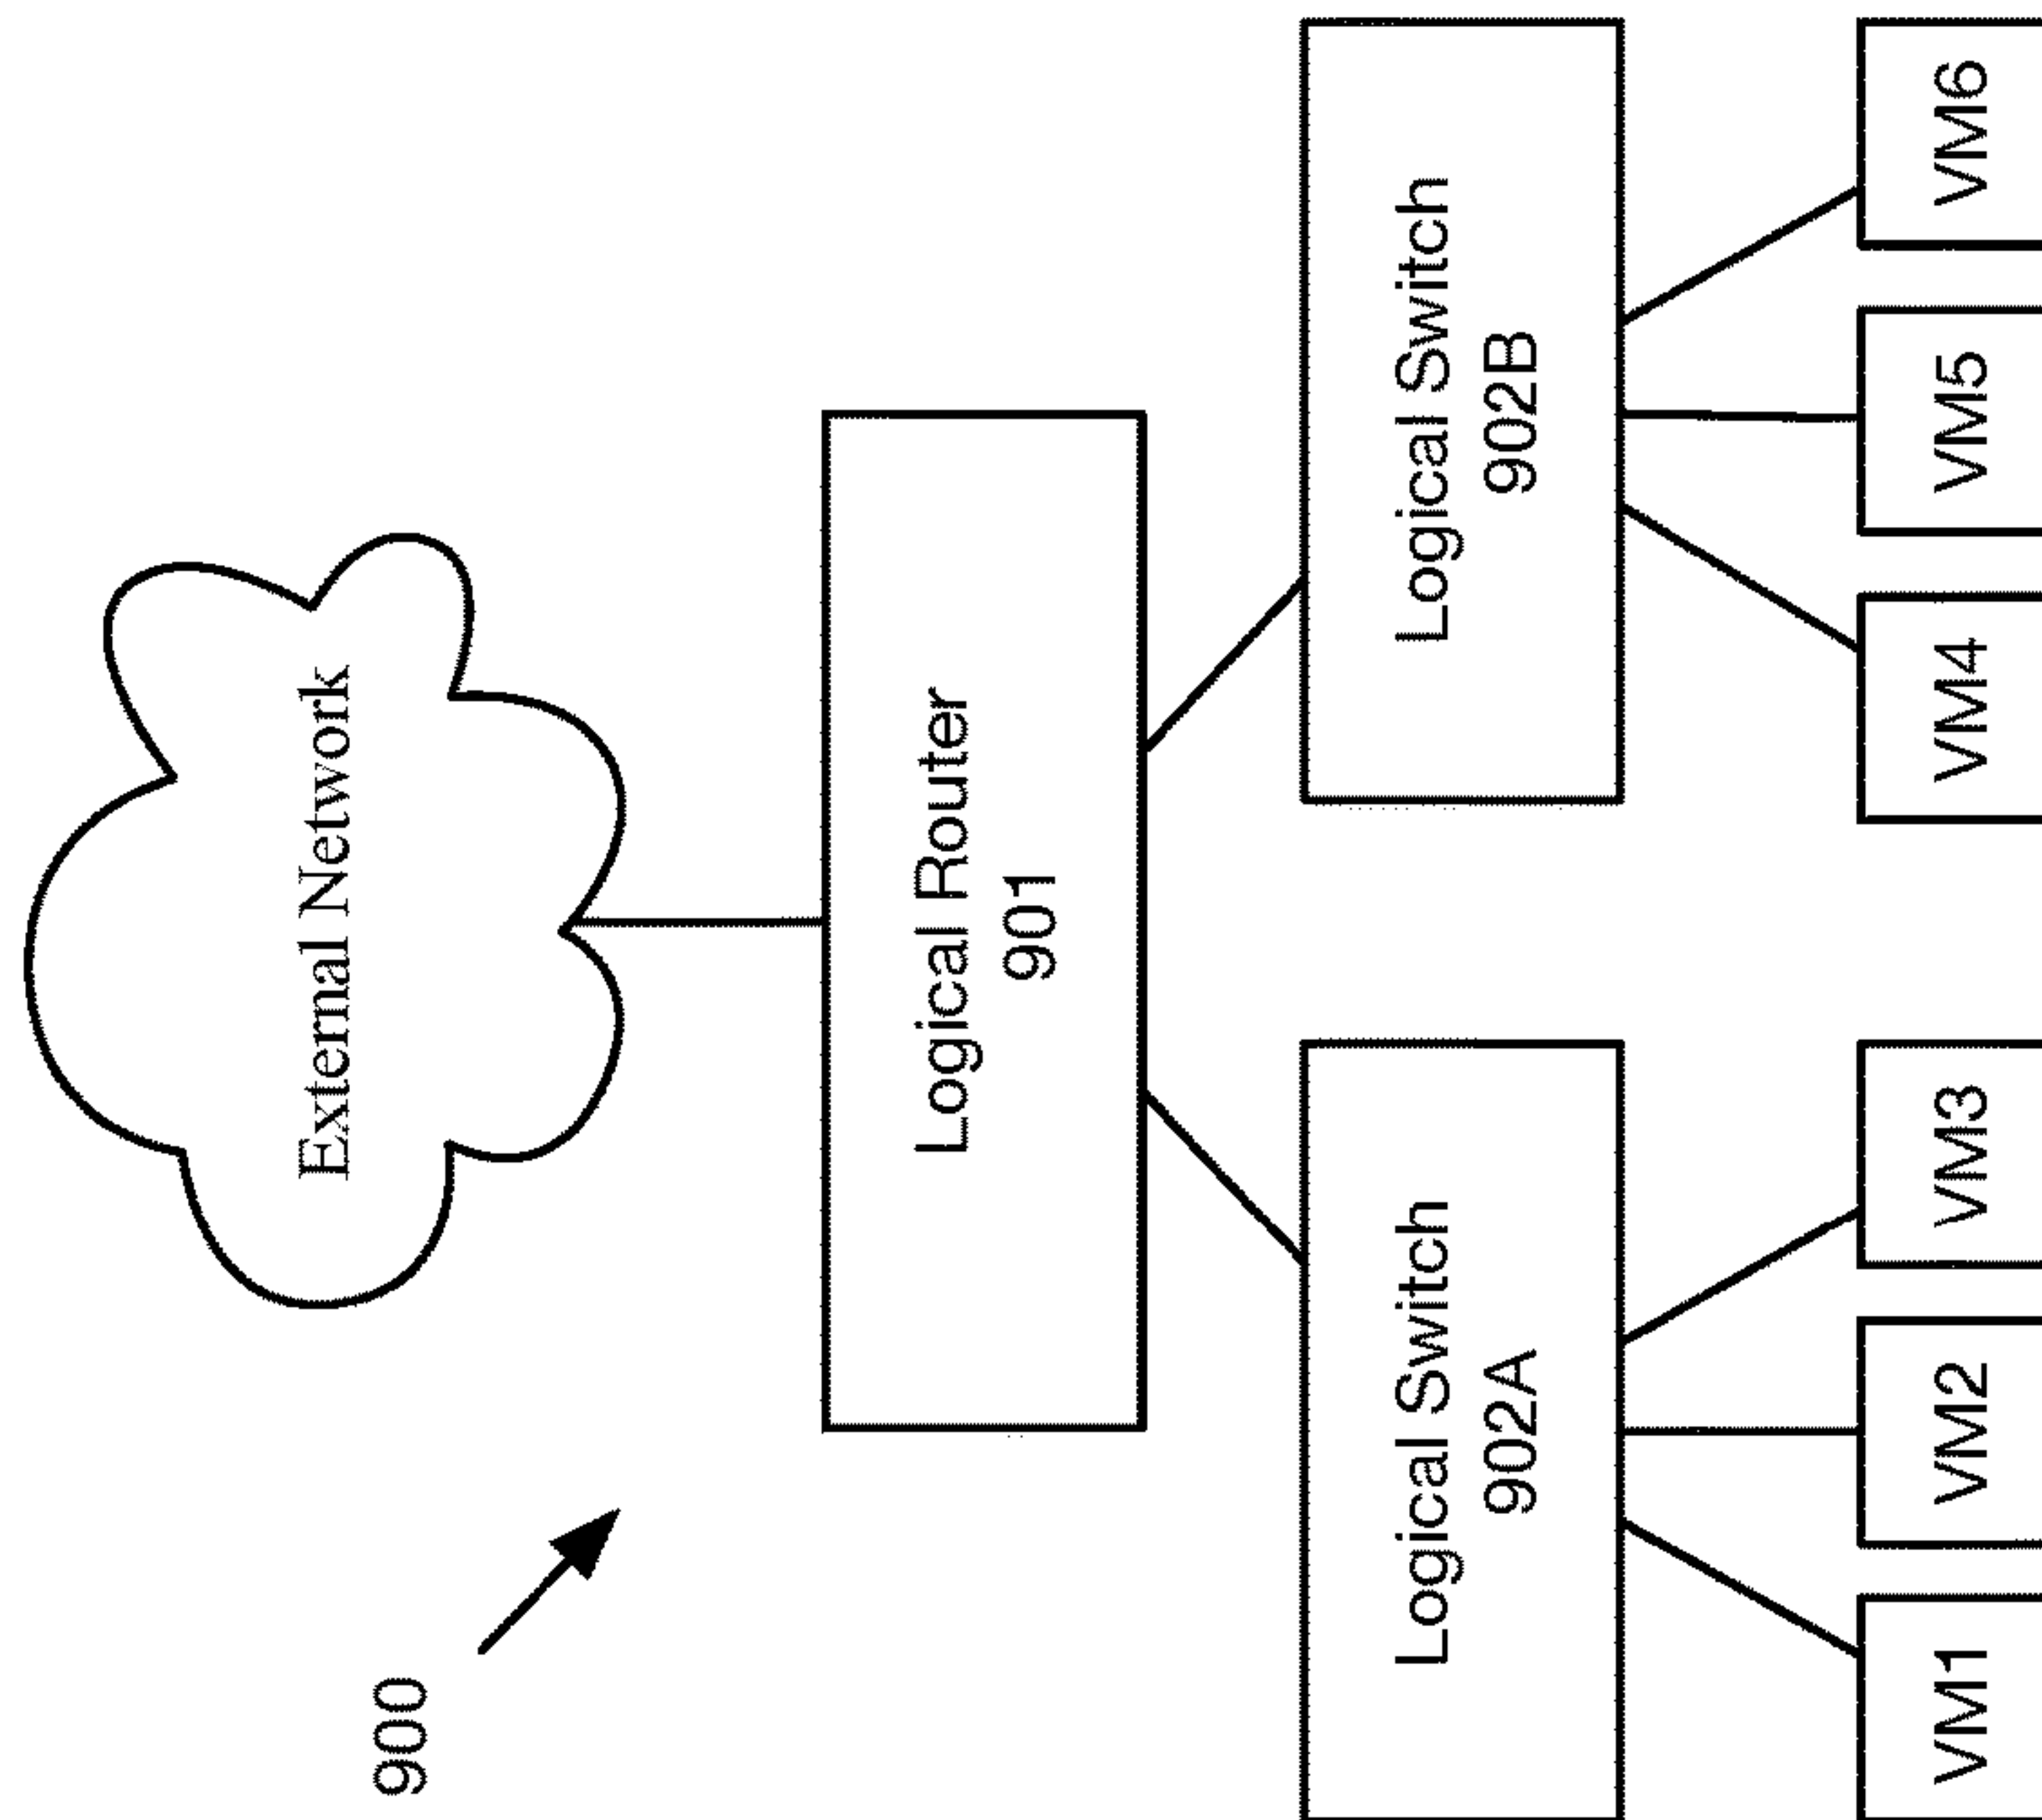 900
External Network
Logical Router
901
Logical Switch
902A
Logical Switch
902B
VM1
VM2
VM3
VM4
VM5
VM6